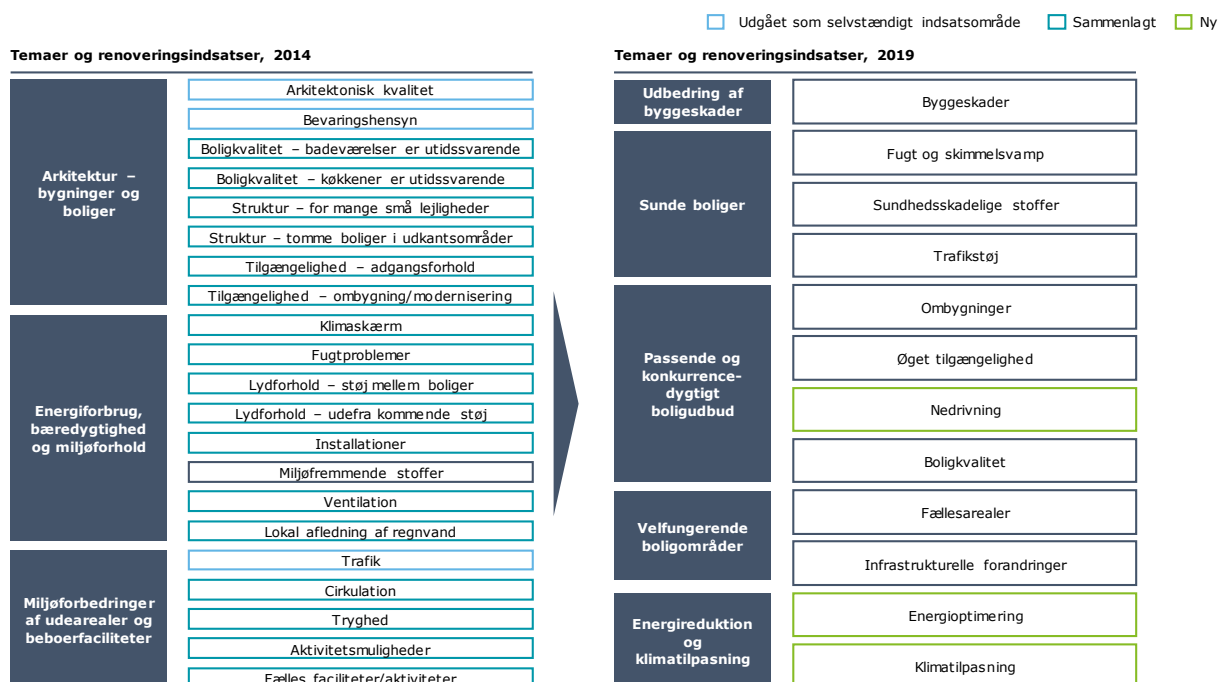 Udgået som selvstændigt indsatsområde
Sammenlagt
Ny
Temaer og renoveringsindsatser, 2014
Arkitektur –
bygninger og
boliger
Arkitektonisk kvalitet
Bevaringshensyn
Boligkvalitet – badeværelser er utidssvarende
Boligkvalitet – køkkener er utidssvarende
Struktur – for mange små lejligheder
Struktur – tomme boliger i udkantsområder
Tilgængelighed – adgangsforhold
Tilgængelighed – ombygning/modernisering
Energiforbrug,
bæredygtighed
og miljøforhold
Klimaskærm
Fugtproblemer
Lydforhold – støj mellem boliger
Lydforhold – udefra kommende støj
Installationer
Miljøfremmende stoffer
Ventilation
Lokal afledning af regnvand
Miljøforbedringer
af udearealer og
beboerfaciliteter
Trafik
Cirkulation
Tryghed
Aktivitetsmuligheder
Fælles faciliteter/aktiviteter
Temaer og renoveringsindsatser, 2019
Udbedring af
byggeskader
Byggeskader
Sunde boliger
Fugt og skimmelsvamp
Sundhedsskadelige stoffer
Trafikstøj
Passende og
konkurrence-
dygtigt
boligudbud
Ombygninger
Øget tilgængelighed
Nedrivning
Boligkvalitet
Velfungerende
boligområder
Fællesarealer
Infrastrukturelle forandringer
Energireduktion
og
klimatilpasning
Energioptimering
Klimatilpasning